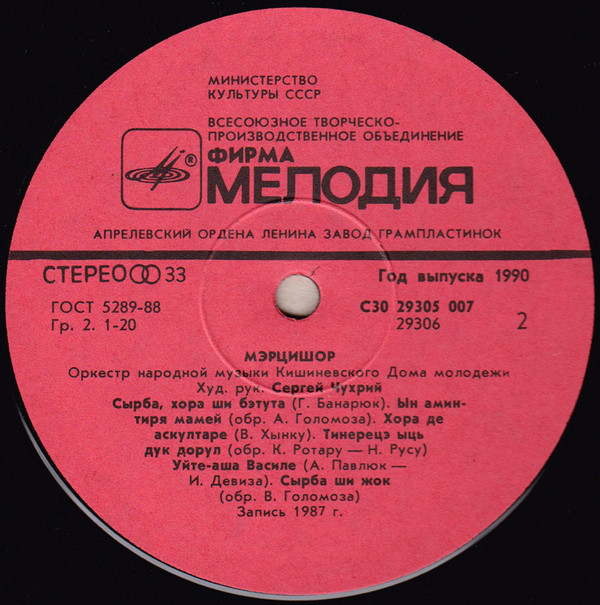 МИНИСТЕРСТВО
КУЛЬТУРЫ СССР
ВСЕСОЮЗНОЕ ТВОРЧЕСКО-
ПРОИЗВОДСТВЕННОЕ ОБЪЕДИНЕНИЕ
®
ФИРМА
МЕЛОДИЯ
АПРЕЛЕВСКИЙ ОРДЕНА ЛЕНИНА ЗАВОД ГРАМПЛАСТИНОК
СТЕРЕО 33
Год выпуска 1990
ГОСТ 5289-88
С30 29305 007
Гр. 2. 1-20
29306
2
МЭРЦИШОР
Оркестр народной музыки Кишиневского Дома молодежи
Худ. рук. Сергей Чухрий
Сырба, хора ши бэтута (Г. Банарюк). Ын амин-
тиря мамей (обр. А. Голомоза). Хора де
аскултаре (В. Хынку). Тинерецэ ыць
дук дорул (обр. К. Ротару — Н. Русу)
Уйте-аша Василе (А. Павлюк —
И. Девиза). Сырба ши жок
(обр. В. Голомоза)
Запись 1987 г.